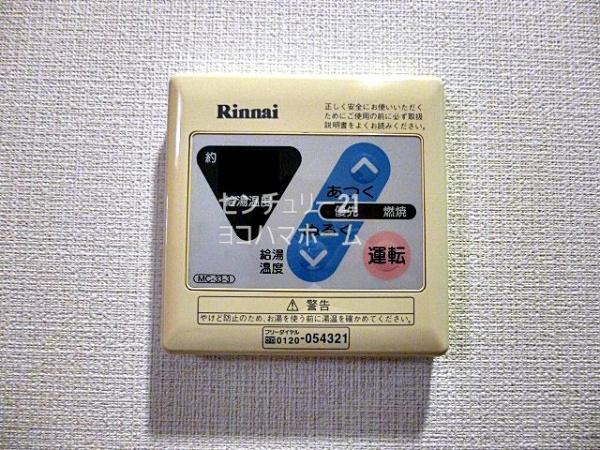 Rinnai
正しく安全にお使いいただく
ためにご使用の前に必ず取扱
説明書をよくお読みください。
約
給湯温度
あつく
優先 燃焼
ぬるく
給湯
温度
運転
MC-33-3
センチュリー21
ヨコハマホーム
警告
やけど防止のため、お湯を使う前に湯温を確かめてください。
フリーダイヤル
0120-054321